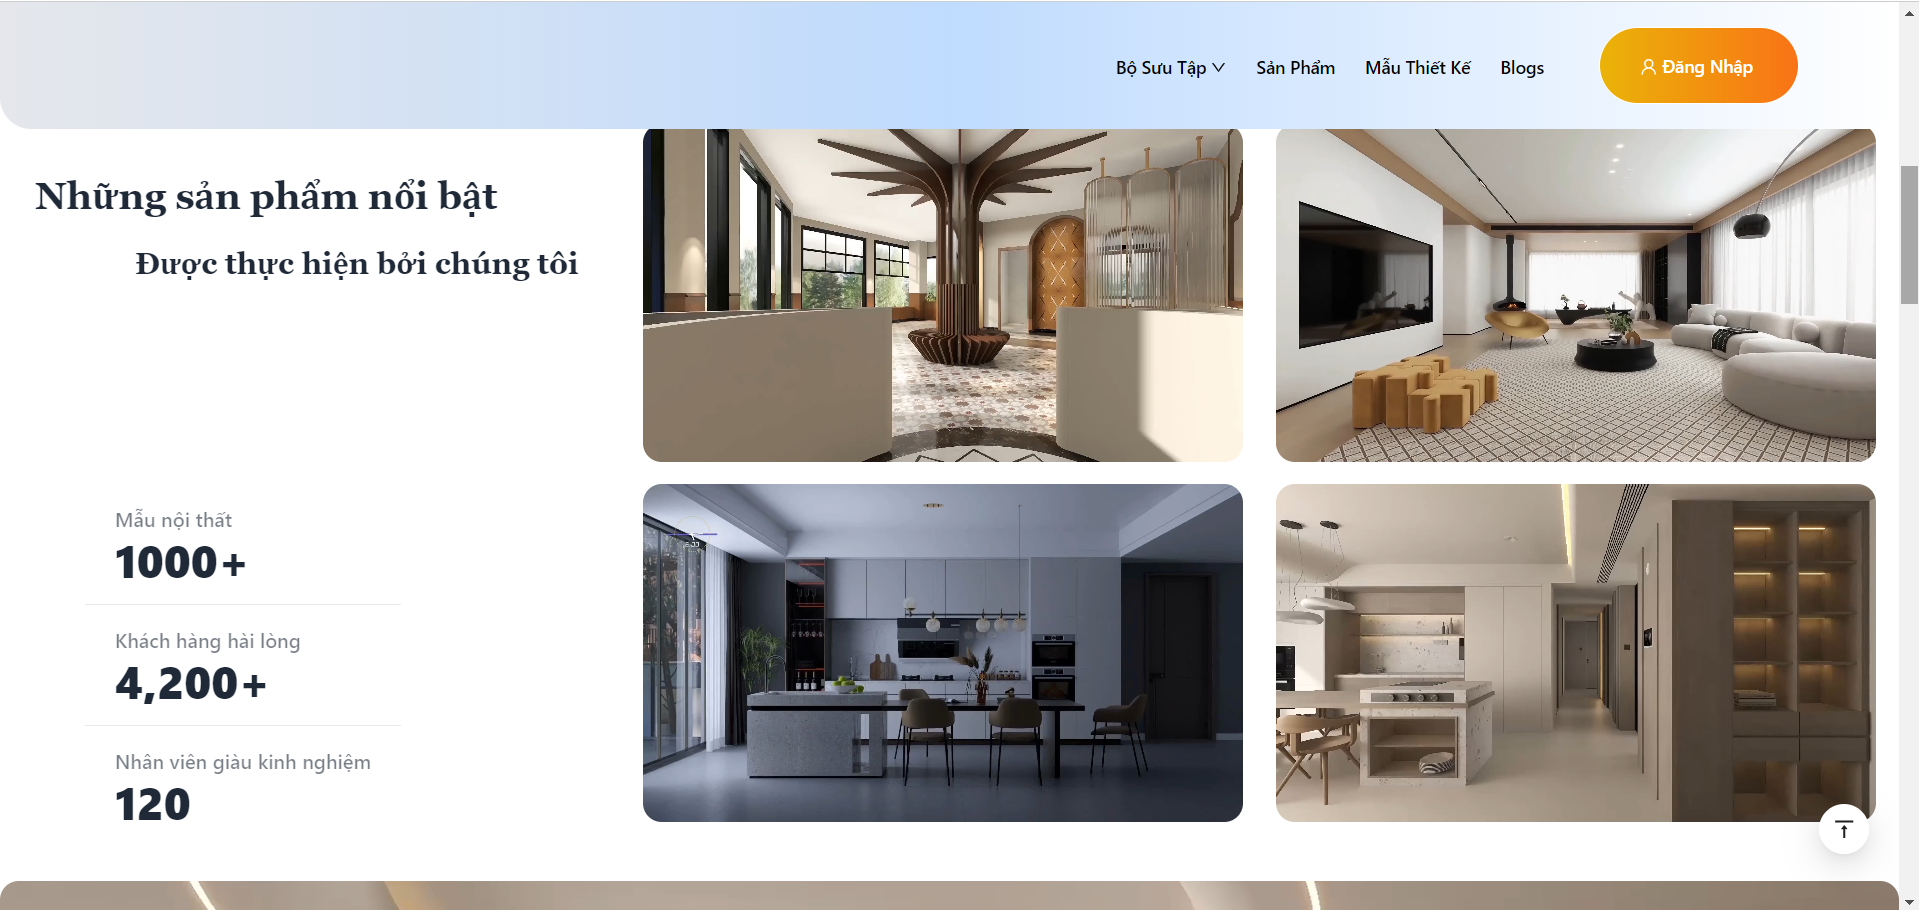 Bộ Sưu Tập
Sản Phẩm
Mẫu Thiết Kế
Blogs
Đăng Nhập
Những sản phẩm nổi bật
Được thực hiện bởi chúng tôi
Mẫu nội thất
1000+
Khách hàng hài lòng
4,200+
Nhân viên giàu kinh nghiệm
120